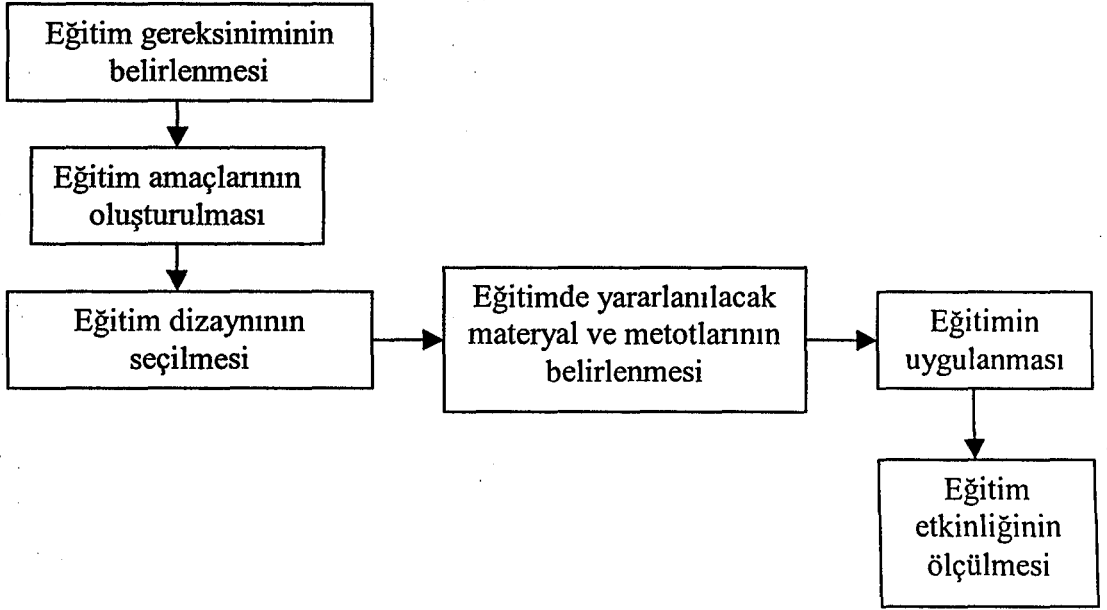 Eğitim gereksiniminin
belirlenmesi
Eğitim amaçlarının
oluşturulması
Eğitim dizaynının
seçilmesi
Eğitimde yararlanılacak
materyal ve metotlarının
belirlenmesi
Eğitimin
uygulanması
Eğitim
etkinliğinin
ölçülmesi